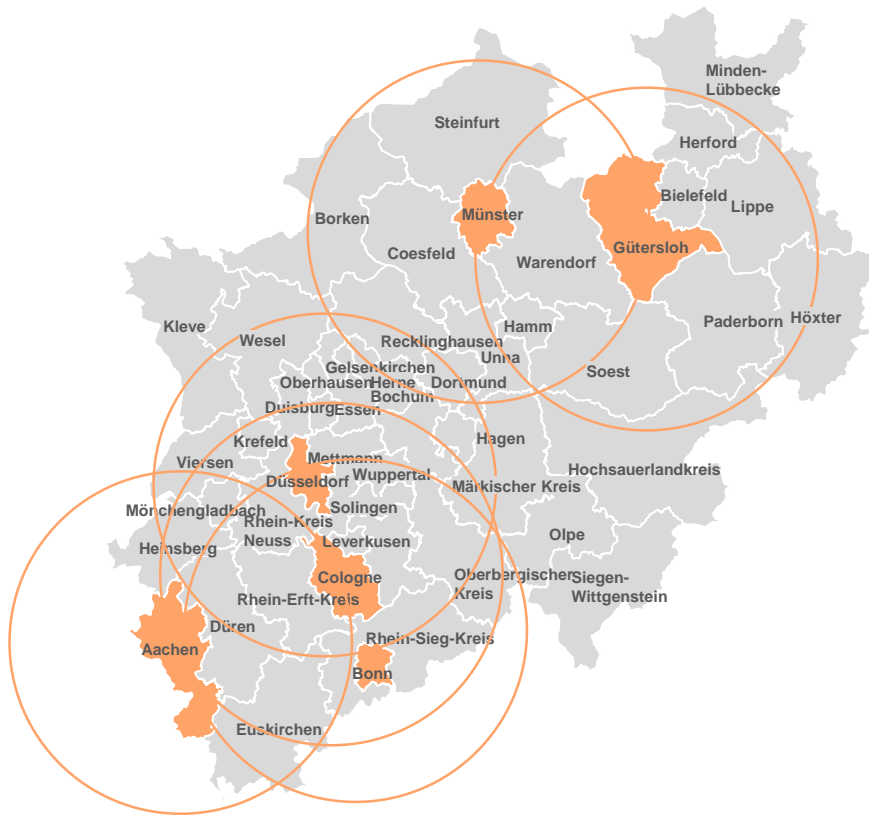 Minden-
Lübbecke
Steinfurt
Herford
Bielefeld
Lippe
Münster
Borken
Coesfeld
Warendorf
Gütersloh
Kleve
Wesel
Recklinghausen
Hamm
Unna
Paderborn
Höxter
Soest
Gelsenkirchen
Oberhausen
Herne
Dortmund
Bochum
Duisburg
Essen
Krefeld
Hagen
Viersen
Mettmann
Wuppertal
Düsseldorf
Märkischer Kreis
Hochsauerlandkreis
Mönchengladbach
Solingen
Rhein-Kreis
Neuss
Leverkusen
Heinsberg
Olpe
Cologne
Oberbergischer
Kreis
Siegen-
Wittgenstein
Rhein-Erft-Kreis
Düren
Rhein-Sieg-Kreis
Aachen
Bonn
Euskirchen